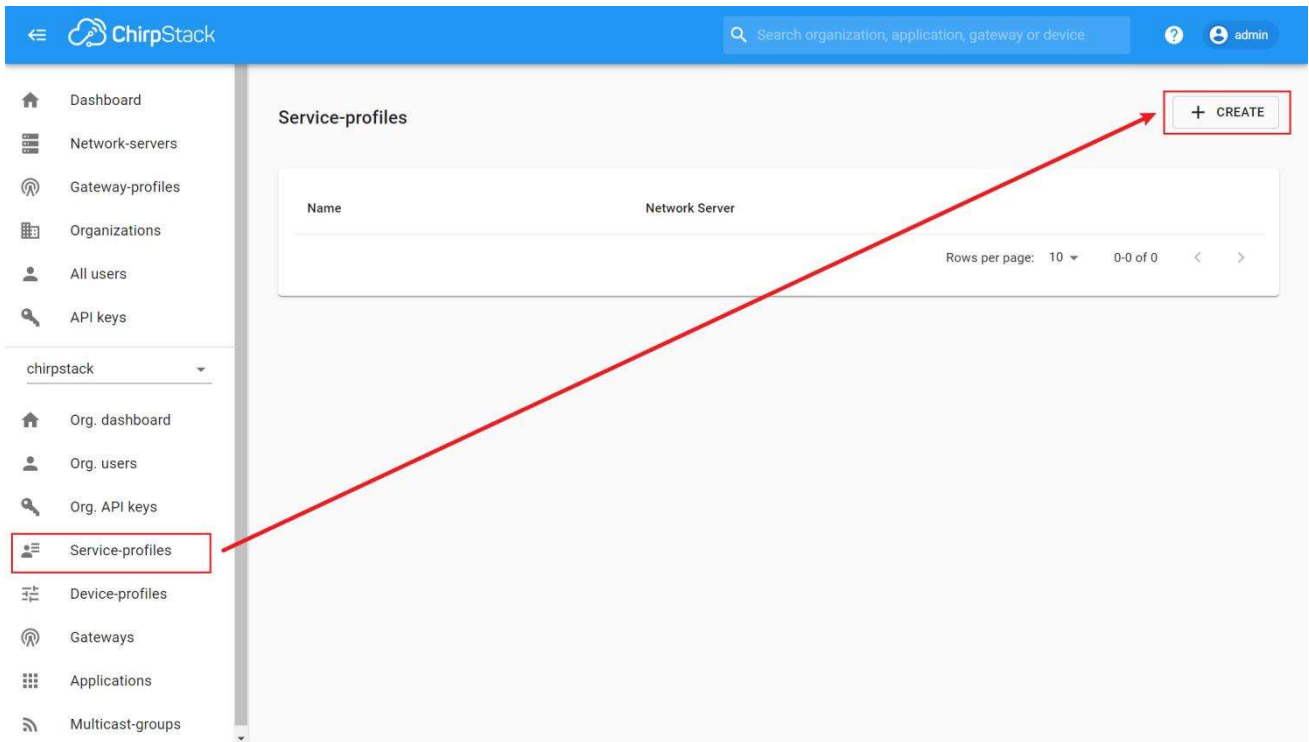 ChirpStack
Search organization, application, gateway or device
?
admin
Dashboard
Network-servers
Gateway-profiles
Organizations
All users
API keys
chirpstack
Org. dashboard
Org. users
Org. API keys
Service-profiles
Device-profiles
Gateways
Applications
Multicast-groups
Service-profiles
+ CREATE
Name Network Server
Rows per page: 10 0-0 of 0 < >